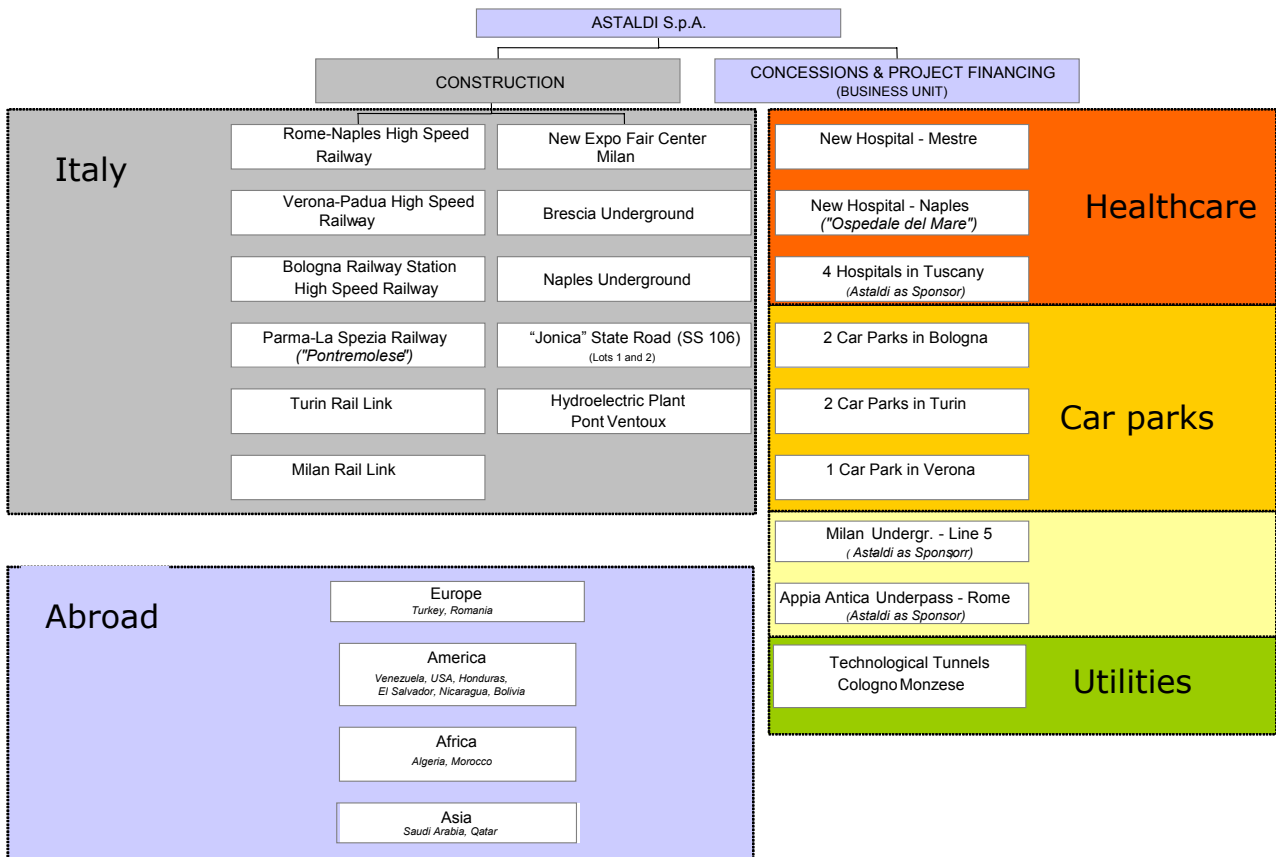 ASTALDI S.p.A.
CONSTRUCTION
CONCESSIONS & PROJECT FINANCING
(BUSINESS UNIT)
Italy
Rome-Naples High Speed
Railway
Verona-Padua High Speed
Railway
Bologna Railway Station
High Speed Railway
Parma-La Spezia Railway
("Pontremolese")
Turin Rail Link
Milan Rail Link
New Expo Fair Center
Milan
Brescia Underground
Naples Underground
“Jonica” State Road (SS 106)
(Lots 1 and 2)
Hydroelectric Plant
Pont Ventoux
New Hospital - Mestre
New Hospital - Naples
("Ospedale del Mare")
4 Hospitals in Tuscany
(Astaldi as Sponsor)
Healthcare
2 Car Parks in Bologna
2 Car Parks in Turin
1 Car Park in Verona
Car parks
Milan Undergr. - Line 5
( Astaldi as Sponsorr)
Appia Antica Underpass - Rome
(Astaldi as Sponsor)
Technological Tunnels
Cologno Monzese
Utilities
Abroad
Europe
Turkey, Romania
America
Venezuela, USA, Honduras,
El Salvador, Nicaragua, Bolivia
Africa
Algeria, Morocco
Asia
Saudi Arabia, Qatar